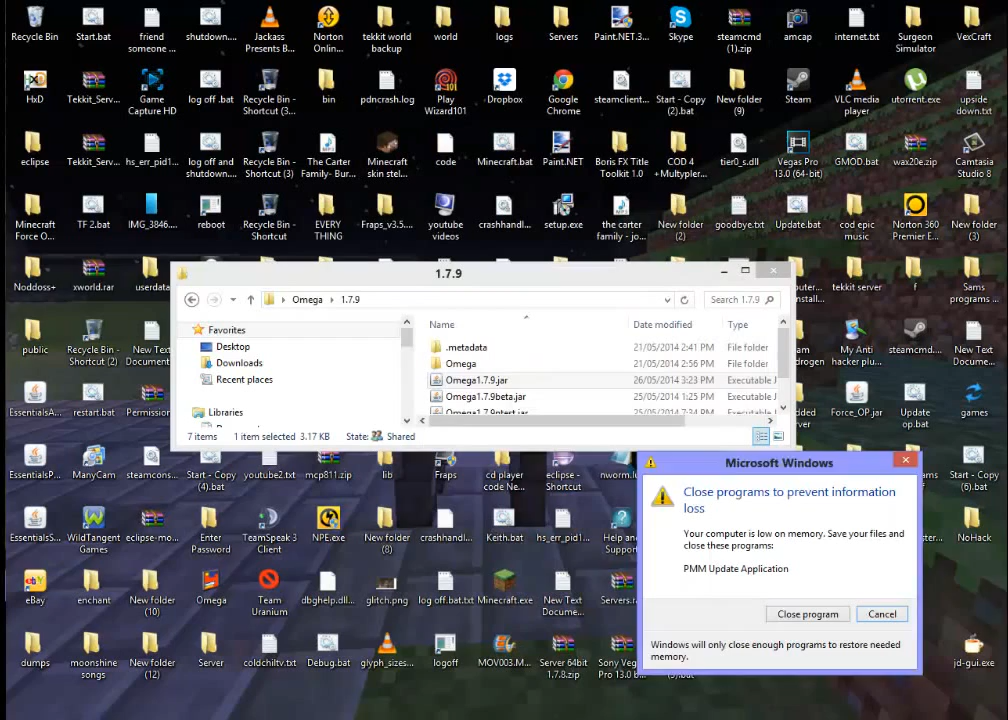 Recycle Bin
Start.bat
friend
someone ...
shutdown....
Jackass
Presents B...
Norton
Online...
tekkit world
backup
world
logs
Servers
Paint.NET.3...
Skype
steamcmd
(1).zip
amcap
internet.txt
Surgeon
Simulator
VexCraft
HxD
Tekkit_Serv...
Game
Capture HD
log off .bat
Recycle Bin -
Shortcut (3...
bin
pdncrash.log
Play
Wizard101
Dropbox
Google
Chrome
steamclient...
Start - Copy
(2).bat
New folder
(9)
Steam
VLC media
player
utorrent.exe
upside
down.txt
eclipse
Tekkit_Serv...
hs_err_pid1...
log off and
shutdown...
Recycle Bin -
Shortcut (3)
The Carter
Family- Bur...
Minecraft
skin stel...
code
Minecraft.bat
Paint.NET
Boris FX Title
Toolkit 1.0
COD 4
+Multypler...
tier0_s.dll
Vegas Pro
13.0 (64-bit)
GMOD.bat
wax20e.zip
Camtasia
Studio 8
Minecraft
Force O...
TF 2.bat
IMG_3846...
reboot
Recycle Bin -
Shortcut
EVERY
THING
Fraps_v3.5...
youtube
videos
crashhandl...
setup.exe
the carter
family - jo...
New folder
(2)
goodbye.txt
Update.bat
cod epic
music
Norton 360
Premier E...
New folder
(3)
Noddoss+
xworld.rar
userdata
1.7.9
Omega
1.7.9
Search 1.7.9
tekkit server
f
Sams
programs ...
Favorites
Desktop
Downloads
Recent places
Libraries
Name
Date modified
Type
.metadata
21/05/2014 2:41 PM
File folder
Omega
21/05/2014 2:56 PM
File folder
Omega1.7.9.jar
26/05/2014 3:23 PM
Executable J
Omega1.7.9beta.jar
25/05/2014 1:25 PM
Executable J
7 items
1 item selected 3.17 KB
State:
Shared
public
Recycle Bin -
Shortcut (2)
New Text
Document...
My Anti
hacker plu...
steamcmd....
New Text
Docume...
EssentialsA...
restart.bat
Permission
Force_OP.jar
Update
op.bat
games
EssentialsP...
ManyCam
steamcons...
Start - Copy
(4).bat
youtube2.txt
mcp811.zip
lib
Fraps
cd player
code Ne...
eclipse -
Shortcut
nworm.l
Start - Copy
(6).bat
Microsoft Windows
Close programs to prevent information
loss
Your computer is low on memory. Save your files and
close these programs:
PMM Update Application
Close program
Cancel
Windows will only close enough programs to restore needed
memory.
EssentialsS...
WildTangent
Games
eclipse-mo...
Enter
Password
TeamSpeak 3
Client
NPE.exe
New folder
(8)
crashhandl...
Keith.bat
hs_err_pid1...
Help and
Suppor
NoHack
eBay
enchant
New folder
(10)
Omega
Team
Uranium
dbghelp.dll...
glitch.png
log off.bat.txt
Minecraft.exe
New Text
Docume...
Servers.r
dumps
moonshine
songs
New folder
(12)
Server
coldchiltv.txt
Debug.bat
glyph_sizes...
logoff
MOV003.M...
Server 64bit
1.7.8.zip
Sony Veg
Pro 13.0 b
jd-gui.exe